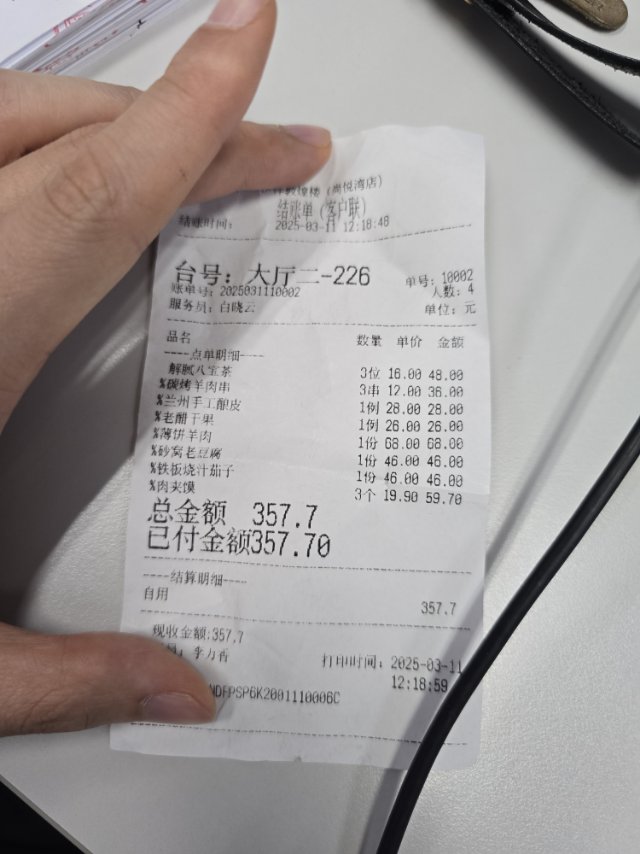 敦煌楼 (尚悦湾店)
结账单 (客户联)
结账时间: 2025-03-11 12:18:48
台号: 大厅二-226 单号: 10002
账单号: 2025031110002 人数: 4
服务员: 白晓云 单位: 元
品名 数量 单价 金额
----点单明细----
解腻八宝茶 3位 16.00 48.00
%碳烤羊肉串 3串 12.00 36.00
%兰州手工酿皮 1例 28.00 28.00
%老醋干果 1例 26.00 26.00
%薄饼羊肉 1份 68.00 68.00
%砂窝老豆腐 1份 46.00 46.00
%铁板烧汁茄子 1份 46.00 46.00
%肉夹馍 3个 19.90 59.70
总金额 357.7
已付金额357.70
----结算明细----
自用 357.7
现收金额:357.7
打印时间: 2025-03-11
12:18:59
NDFPSP6K2001110006C